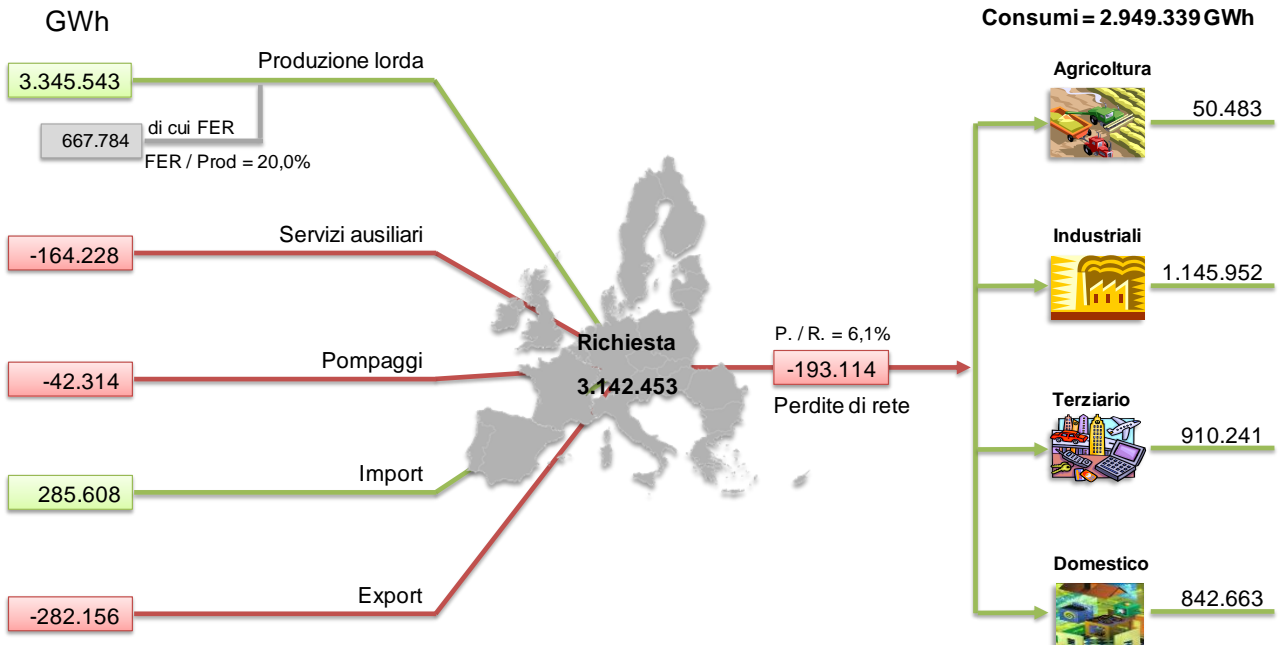 GWh
Consumi = 2.949.339 GWh
Produzione lorda
3.345.543
di cui FER
667.784
FER / Prod = 20,0%
Servizi ausiliari
-164.228
Pompaggi
-42.314
Import
285.608
Export
-282.156
Richiesta
3.142.453
P. / R. = 6,1%
-193.114
Perdite di rete
Agricoltura
50.483
Industriali
1.145.952
Terziario
910.241
Domestico
842.663